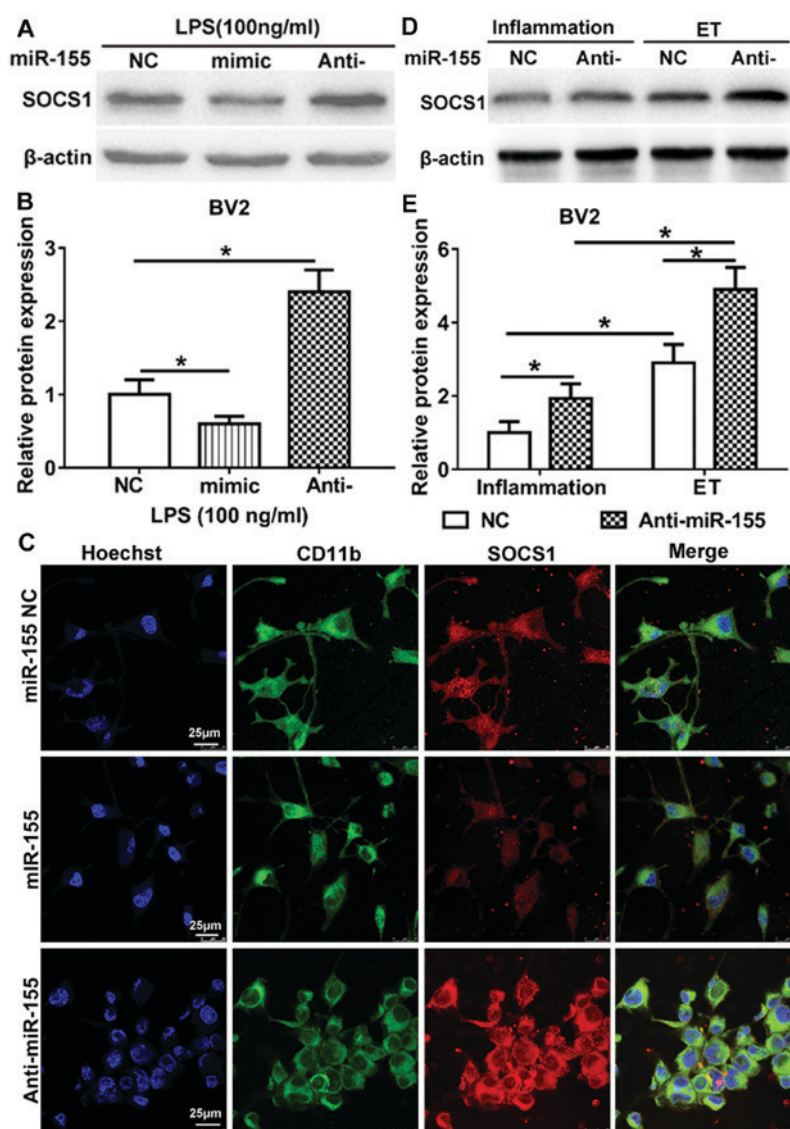 A
LPS(100ng/ml)
miR-155 NC mimic Anti-
SOCS1
β-actin
B
BV2
Relative protein expression
3
2
1
0
NC mimic Anti-
LPS (100 ng/ml)
*
*
D
Inflammation ET
miR-155 NC Anti- NC Anti-
SOCS1
β-actin
E
BV2
Relative protein expression
6
4
2
0
Inflammation ET
*
*
*
*
NC Anti-miR-155
C
Hoechst CD11b SOCS1 Merge
miR-155 NC
25μm
mIR-155
25μm
Anti-miR-155
25μm